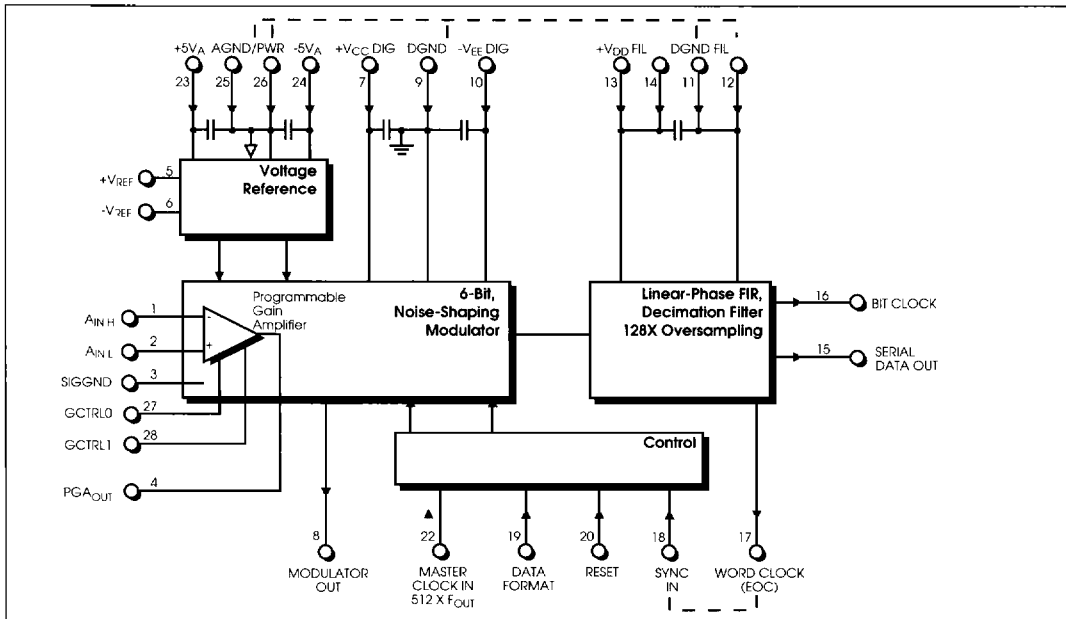 +5VA AGND/PWR -5VA +VCC DIG DGND -VEE DIG +VDD FIL DGND FIL
23 25 26 24 7 9 10 13 14 11 12
Voltage
Reference
+VREF 5
-VREF 6
Programmable
Gain
Amplifier
6-Bit,
Noise-Shaping
Modulator
Linear-Phase FIR,
Decimation Filter
128X Oversampling
16 BIT CLOCK
15 SERIAL
DATA OUT
AIN H 1 -
AIN L 2 +
SIGGND 3
GCTRL0 27
GCTRL1 28
PGAOUT 4
Control
8 22 19 20 18 17
MODULATOR
OUT
MASTER
CLOCK IN
512 X FOUT
DATA
FORMAT
RESET
SYNC
IN
WORD CLOCK
(EOC)